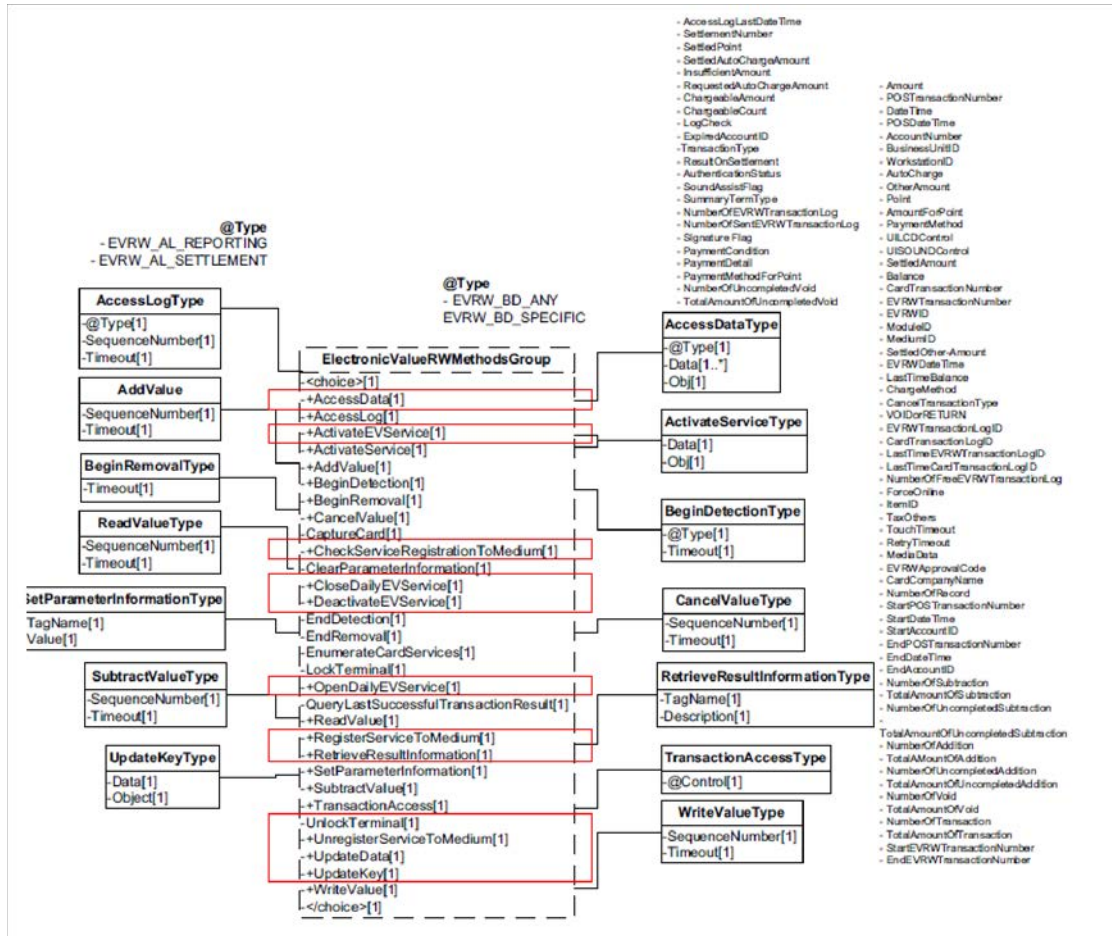 - AccessLogLastDateTime
- SettlementNumber
- SettledPoint
- SettledAutoChargeAmount
- InsufficientAmount
- RequestedAutoChargeAmount
- ChargeableAmount
- ChargeableCount
- LogCheck
- ExpiredAccountID
-TransactionType
- ResultOnSettlement
- AuthenticationStatus
- SoundAssistFlag
- SummaryTermType
- NumberOfEVRWTransactionLog
- NumberOfSentEVRWTransactionLog
- Signature Flag
- PaymentCondition
- PaymentDetail
- PaymentMethodForPoint
- NumberOfUncompletedVoid
- TotalAmountOfUncompletedVoid
- Amount
- POSTransactionNumber
- DateTime
- POSDateTime
- AccountNumber
- BusinessUnitID
- WorkstationID
- AutoCharge
- OtherAmount
- Point
- AmountForPoint
- PaymentMethod
- UILCDControl
- UISOUNDControl
- SettledAmount
- Balance
- CardTransactionNumber
- EVRWTransactionNumber
- EVRWID
- ModuleID
- MediumID
- SettledOther-Amount
- EVRWDateTime
- LastTimeBalance
- ChargeMethod
- CancelTransactionType
- VOIDorRETURN
- EVRWTransactionLogID
- CardTransactionLogID
- LastTimeEVRWTransactionLogID
- LastTimeCardTransactionLogID
- NumberOfFreeEVRWTransactionLog
- ForceOnline
- ItemID
- TaxOthers
- TouchTimeout
- RetryTimeout
- MediaData
- EVRWApprovalCode
- CardCompanyName
- NumberOfRecord
- StartPOSTransactionNumber
- StartDateTime
- StartAccountID
- EndPOSTransactionNumber
- EndDateTime
- EndAccountID
- NumberOfSubtraction
- TotalAmountOfSubtraction
- NumberOfUncompletedSubtraction
-
TotalAmountOfUncompletedSubtraction
- NumberOfAddition
- TotalAMountOfAddition
- NumberOfUncompletedAddition
- TotalAmountOfUncompletedAddition
- NumberOfVoid
- TotalAmountOfVoid
- NumberOfTransaction
- TotalAmountOfTransaction
- StartEVRWTransactionNumber
- EndEVRWTransactionNumber
@Type
- EVRW_AL_REPORTING
- EVRW_AL_SETTLEMENT
AccessLogType
-@Type[1]
-SequenceNumber[1]
-Timeout[1]
AddValue
-SequenceNumber[1]
-Timeout[1]
BeginRemovalType
-Timeout[1]
ReadValueType
-SequenceNumber[1]
-Timeout[1]
SetParameterInformationType
TagName[1]
Value[1]
SubtractValueType
-SequenceNumber[1]
-Timeout[1]
UpdateKeyType
-Data[1]
-Object[1]
@Type
- EVRW_BD_ANY
EVRW_BD_SPECIFIC
ElectronicValueRWMethodsGroup
-<choice>[1]
-+AccessData[1]
-+AccessLog[1]
-+ActivateEVService[1]
-+ActivateService[1]
-+AddValue[1]
-+BeginDetection[1]
-+BeginRemoval[1]
-+CancelValue[1]
-CaptureCard[1]
-+CheckServiceRegistrationToMedium[1]
-ClearParameterInformation[1]
-+CloseDailyEVService[1]
-+DeactivateEVService[1]
-EndDetection[1]
-EndRemoval[1]
-EnumerateCardServices[1]
-LockTerminal[1]
-+OpenDailyEVService[1]
-QueryLastSuccessfulTransactionResult[1]
-+ReadValue[1]
-+RegisterServiceToMedium[1]
-+RetrieveResultInformation[1]
-+SetParameterInformation[1]
-+SubtractValue[1]
-+TransactionAccess[1]
-UnlockTerminal[1]
-+UnregisterServiceToMedium[1]
-+UpdateData[1]
-+UpdateKey[1]
-+WriteValue[1]
-</choice>[1]
AccessDataType
-@Type[1]
-Data[1..*]
-Obj[1]
ActivateServiceType
-Data[1]
-Obj[1]
BeginDetectionType
-@Type[1]
-Timeout[1]
CancelValueType
-SequenceNumber[1]
-Timeout[1]
RetrieveResultInformationType
-TagName[1]
-Description[1]
TransactionAccessType
-@Control[1]
WriteValueType
-SequenceNumber[1]
-Timeout[1]